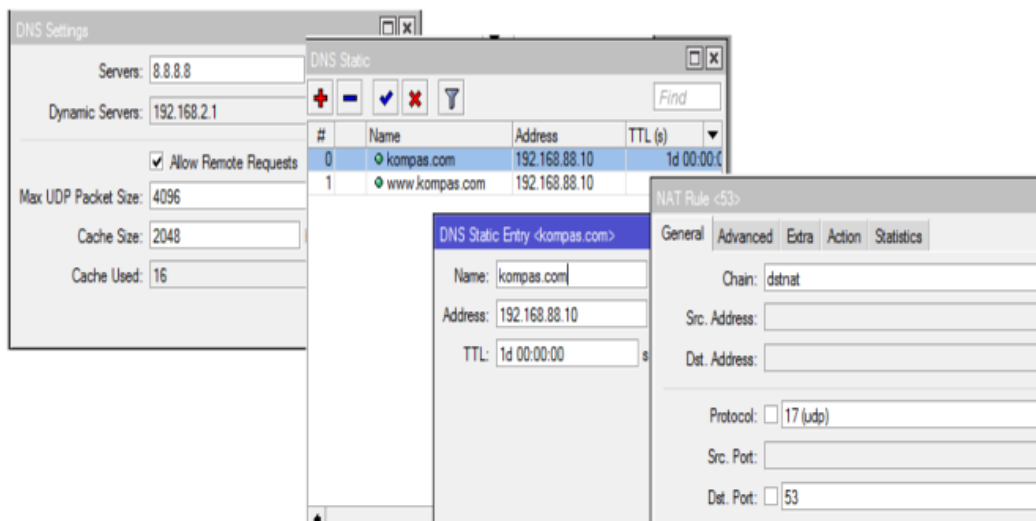 DNS Settings
Servers: 8.8.8.8
Dynamic Servers: 192.168.2.1
Allow Remote Requests
Max UDP Packet Size: 4096
Cache Size: 2048
Cache Used: 16
DNS Static
Find
# Name Address TTL (s)
0 kompas.com 192.168.88.10 1d 00:00:0
1 www.kompas.com 192.168.88.10
DNS Static Entry <kompas.com>
Name: kompas.com
Address: 192.168.88.10
TTL: 1d 00:00:00 s
NAT Rule <53>
General Advanced Extra Action Statistics
Chain: dstnat
Src. Address:
Dst. Address:
Protocol: 17 (udp)
Src. Port:
Dst. Port: 53